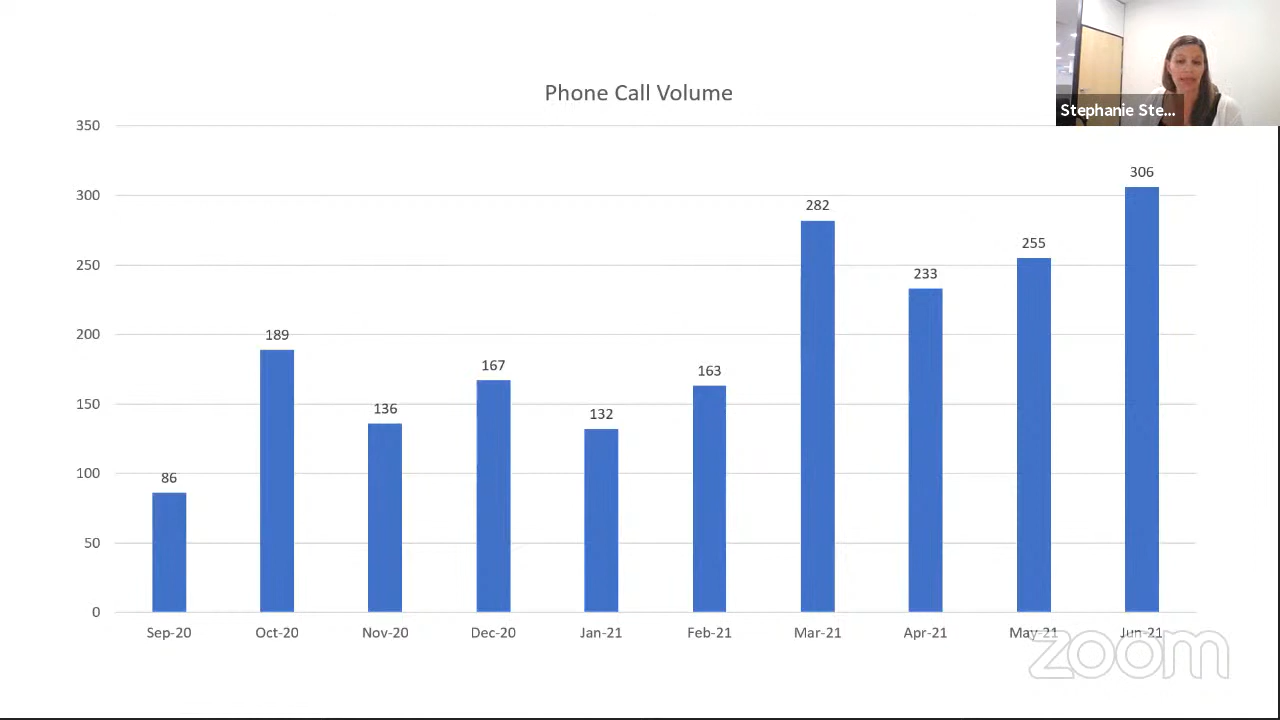 Phone Call Volume
Stephanie Ste...
350
300
250
200
150
100
50
0
86
189
136
167
132
163
282
233
255
306
Sep-20
Oct-20
Nov-20
Dec-20
Jan-21
Feb-21
Mar-21
Apr-21
May-21
Jun-21
zoom